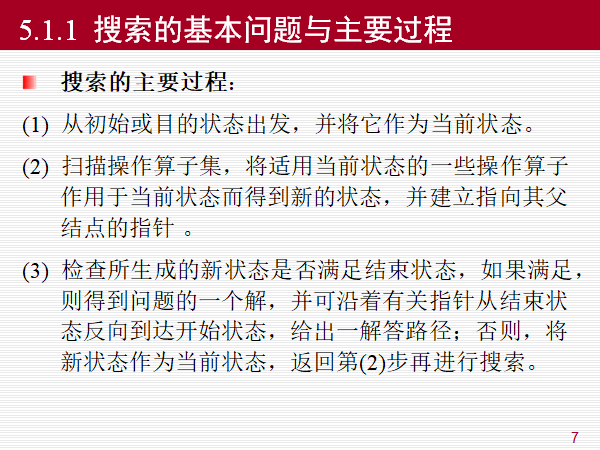 5.1.1 搜索的基本问题与主要过程
搜索的主要过程：
(1) 从初始或目的状态出发，并将它作为当前状态。
(2) 扫描操作算子集，将适用当前状态的一些操作算子
作用于当前状态而得到新的状态，并建立指向其父
结点的指针 。
(3) 检查所生成的新状态是否满足结束状态，如果满足，
则得到问题的一个解，并可沿着有关指针从结束状
态反向到达开始状态，给出一解答路径；否则，将
新状态作为当前状态，返回第(2)步再进行搜索。
7